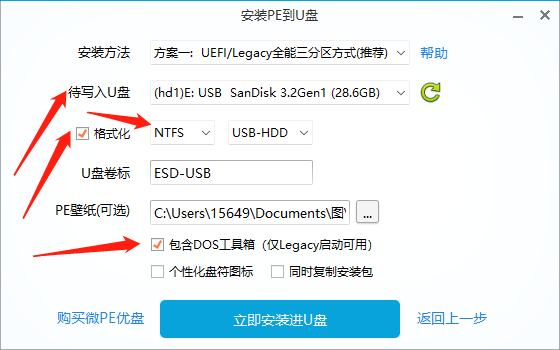 安装PE到U盘
安装方法 方案一：UEFI/Legacy全能三分区方式(推荐) 帮助
待写入U盘 (hd1)E: USB SanDisk 3.2Gen1 (28.6GB)
格式化 NTFS USB-HDD
U盘卷标 ESD-USB
PE壁纸(可选) C:\Users\15649\Documents\图\ ...
包含DOS工具箱（仅Legacy启动可用）
个性化盘符图标 同时复制安装包
购买微PE优盘 立即安装进U盘 返回上一步